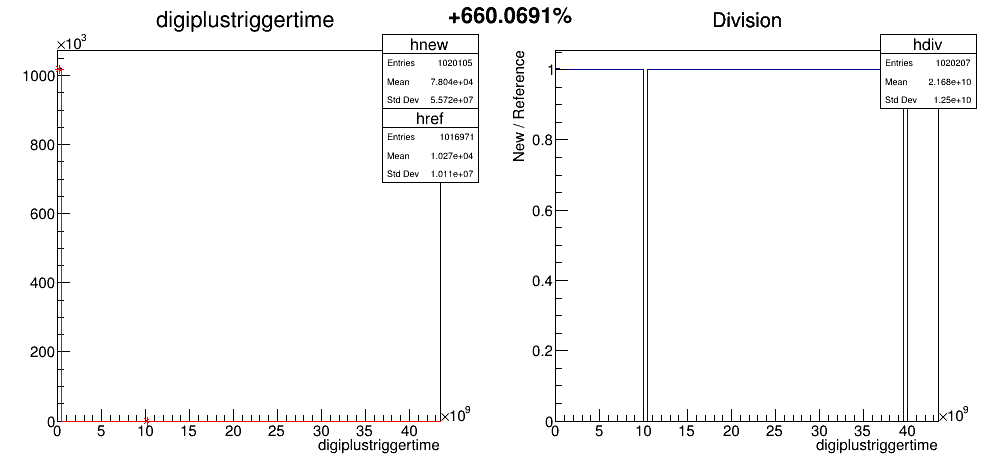 digiplustriggertime
+660.0691%
Division
×10³
hnew
Entries 1020105
Mean 7.804e+04
Std Dev 5.572e+07
href
Entries 1016971
Mean 1.027e+04
Std Dev 1.011e+07
1000
800
600
400
200
0
0 5 10 15 20 25 30 35 40 ×10⁹
digiplustriggertime
hdiv
Entries 1020207
Mean 2.168e+10
Std Dev 1.25e+10
New / Reference
1
0.8
0.6
0.4
0.2
0
0 5 10 15 20 25 30 35 40 ×10⁹
digiplustriggertime